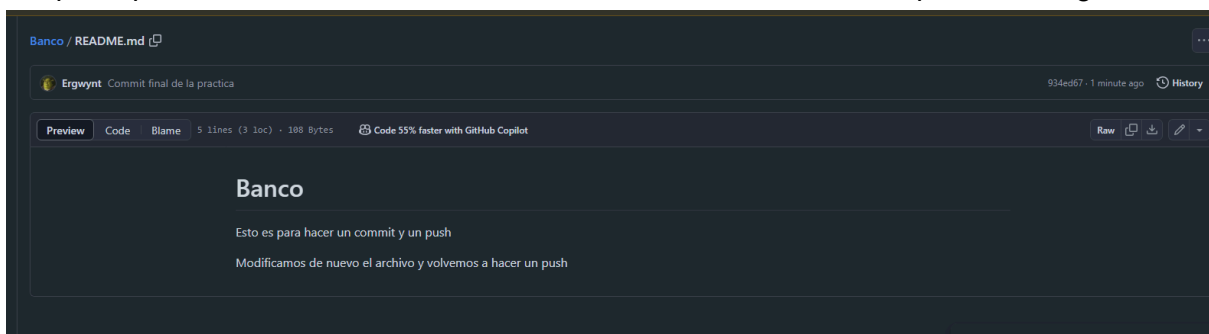 Banco / README.md
Ergwynt Commit final de la practica 934ed67 · 1 minute ago History
Preview Code Blame 5 lines (3 loc) · 108 Bytes Code 55% faster with GitHub Copilot Raw
Banco
Esto es para hacer un commit y un push
Modificamos de nuevo el archivo y volvemos a hacer un push